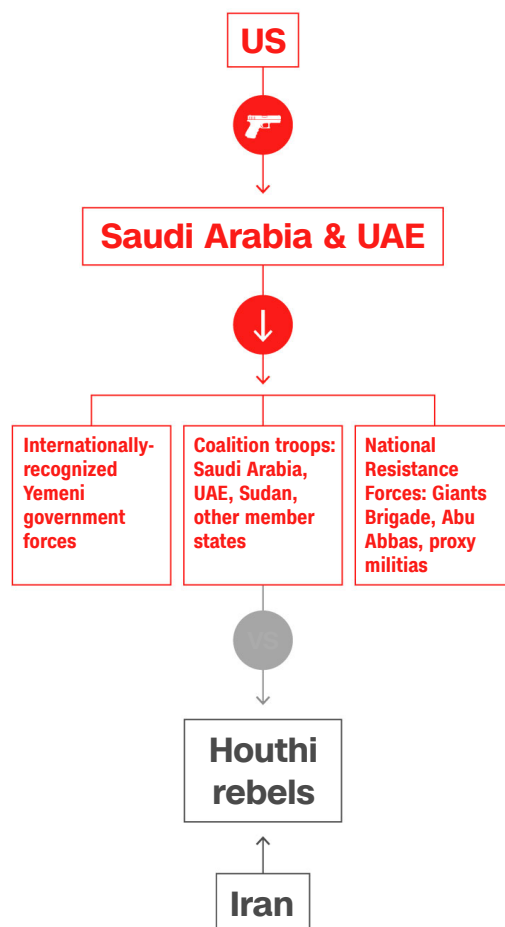 US
Saudi Arabia & UAE
Internationally-
recognized
Yemeni
government
forces
Coalition troops:
Saudi Arabia,
UAE, Sudan,
other member
states
National
Resistance
Forces: Giants
Brigade, Abu
Abbas, proxy
militias
VS
Houthi
rebels
Iran